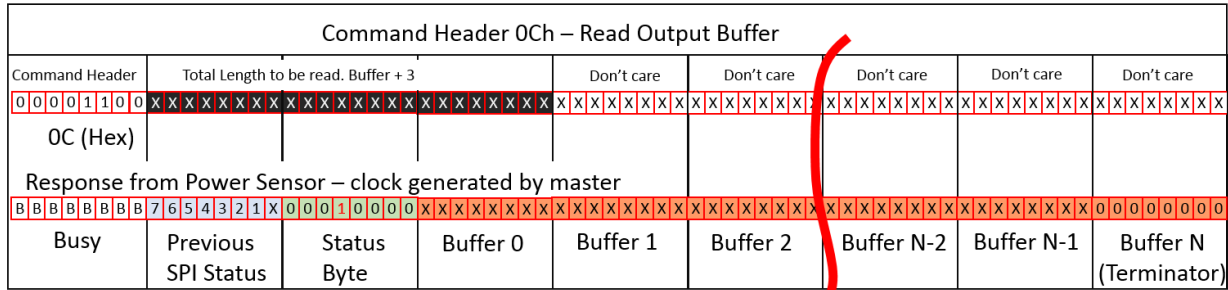 Command Header 0Ch – Read Output Buffer
Command Header Total Length to be read. Buffer + 3 Don't care Don't care Don't care Don't care Don't care
0 0 0 0 1 1 0 0 X X X X X X X X X X X X X X X X X X X X X X X X X X X X X X X X X X X X X X X X X X X X X X X X X X X X X X X X X X X X X X X X
0C (Hex)
Response from Power Sensor – clock generated by master
B B B B B B B B 7 6 5 4 3 2 1 X 0 0 0 1 0 0 0 0 X X X X X X X X X X X X X X X X X X X X X X X X X X X X X X X X X X X X X X X X 0 0 0 0 0 0 0 0
Busy Previous Status Buffer 0 Buffer 1 Buffer 2 Buffer N-2 Buffer N-1 Buffer N
SPI Status Byte (Terminator)